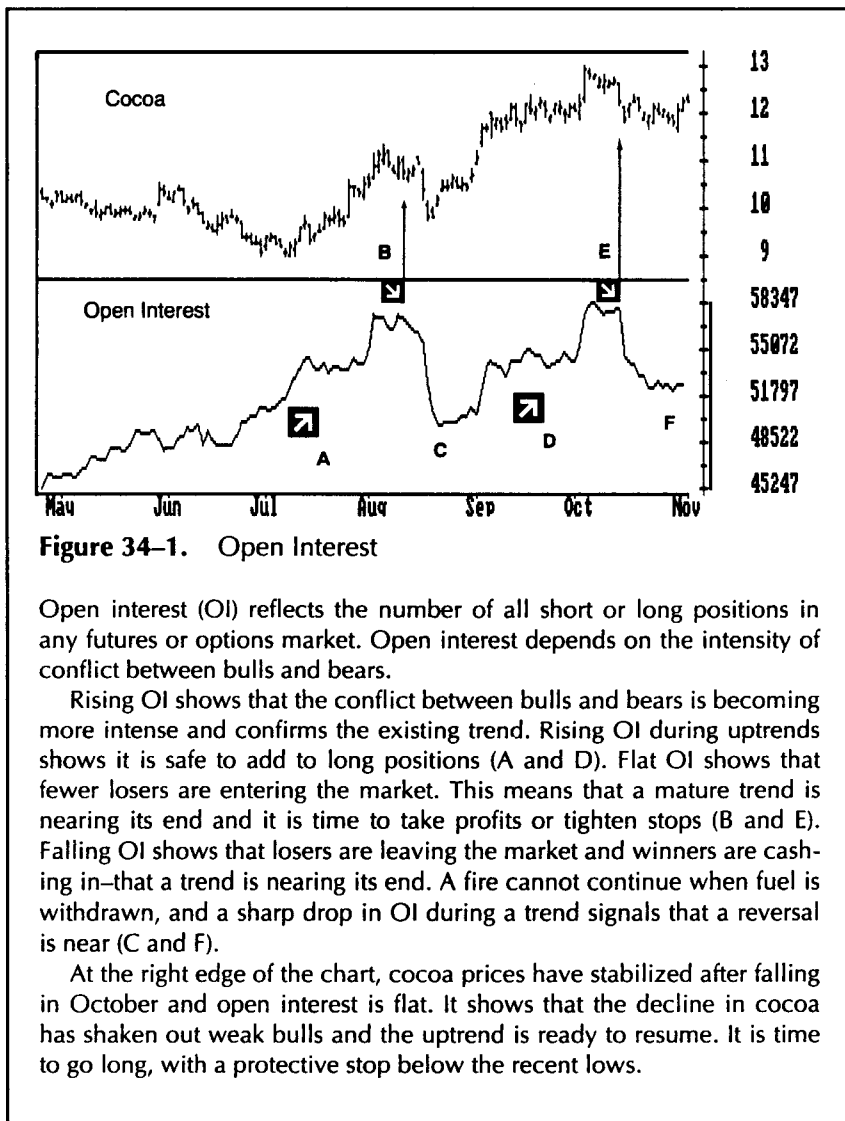 Cocoa
13
12
11
10
9
B
E
Open Interest
58347
55072
51797
48522
45247
A
C
D
F
May Jun Jul Aug Sep Oct Nov
Figure 34–1. Open Interest
Open interest (OI) reflects the number of all short or long positions in
any futures or options market. Open interest depends on the intensity of
conflict between bulls and bears.
Rising OI shows that the conflict between bulls and bears is becoming
more intense and confirms the existing trend. Rising OI during uptrends
shows it is safe to add to long positions (A and D). Flat OI shows that
fewer losers are entering the market. This means that a mature trend is
nearing its end and it is time to take profits or tighten stops (B and E).
Falling OI shows that losers are leaving the market and winners are cash-
ing in–that a trend is nearing its end. A fire cannot continue when fuel is
withdrawn, and a sharp drop in OI during a trend signals that a reversal
is near (C and F).
At the right edge of the chart, cocoa prices have stabilized after falling
in October and open interest is flat. It shows that the decline in cocoa
has shaken out weak bulls and the uptrend is ready to resume. It is time
to go long, with a protective stop below the recent lows.